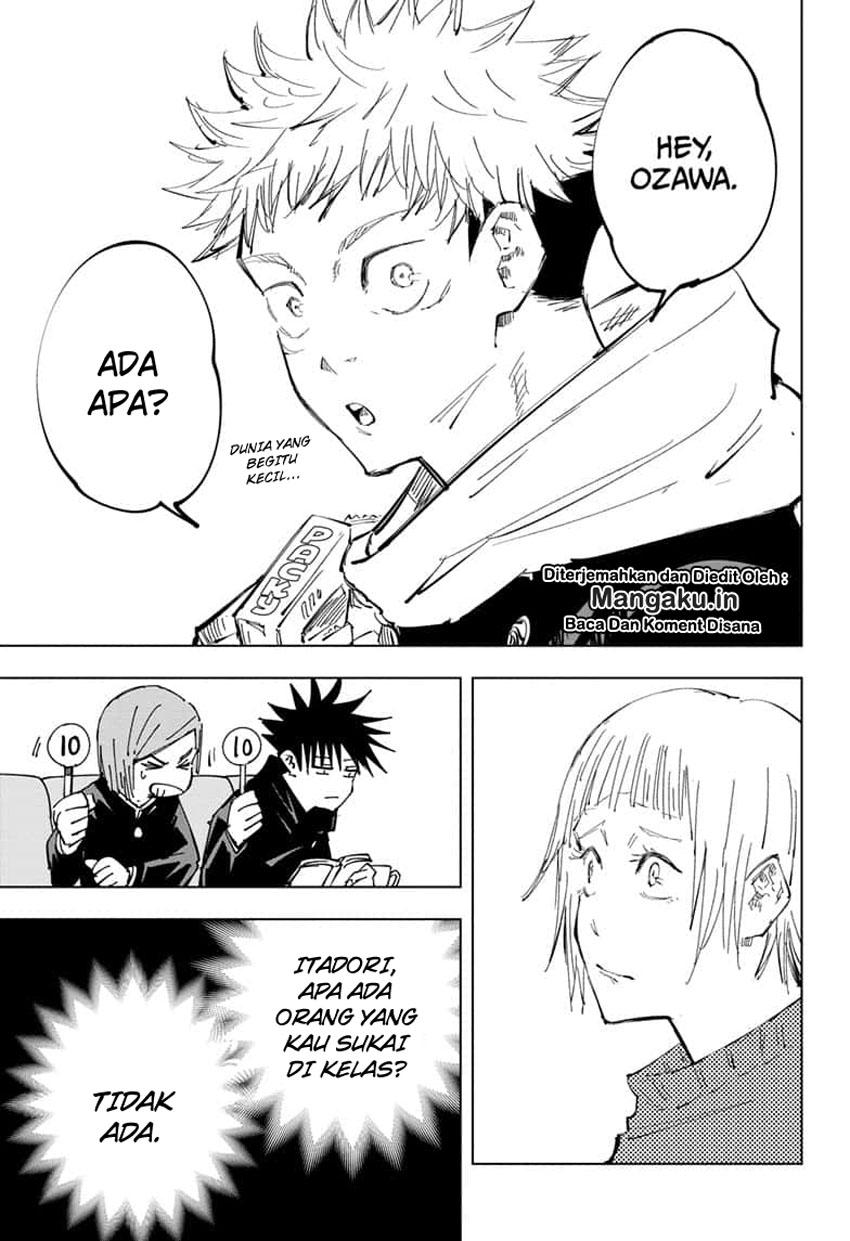 HEY,
OZAWA.
ADA
APA?
DUNIA YANG
BEGITU
KECIL...
PACKY
Diterjemahkan dan Diedit Oleh :
Mangaku.in
Baca Dan Koment Disana
10
10
ITADORI,
APA ADA
ORANG YANG
KAU SUKAI
DI KELAS?
TIDAK
ADA.